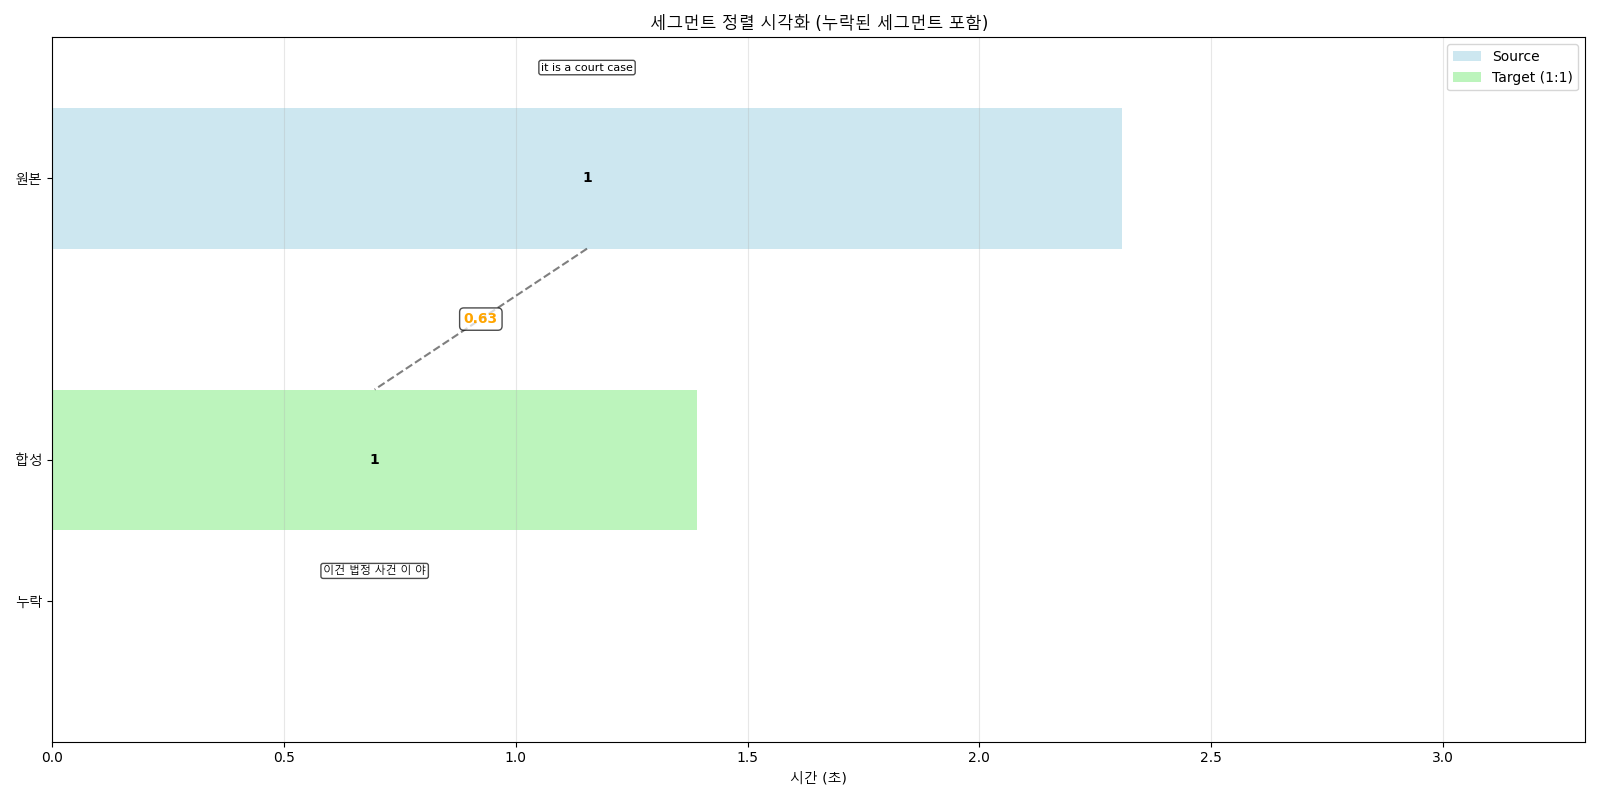 세그먼트 정렬 시각화 (누락된 세그먼트 포함)
it is a court case
Source
Target (1:1)
원본
1
0.63
합성
1
이건 법정 사건 이 야
누락
0.0 0.5 1.0 1.5 2.0 2.5 3.0
시간 (초)